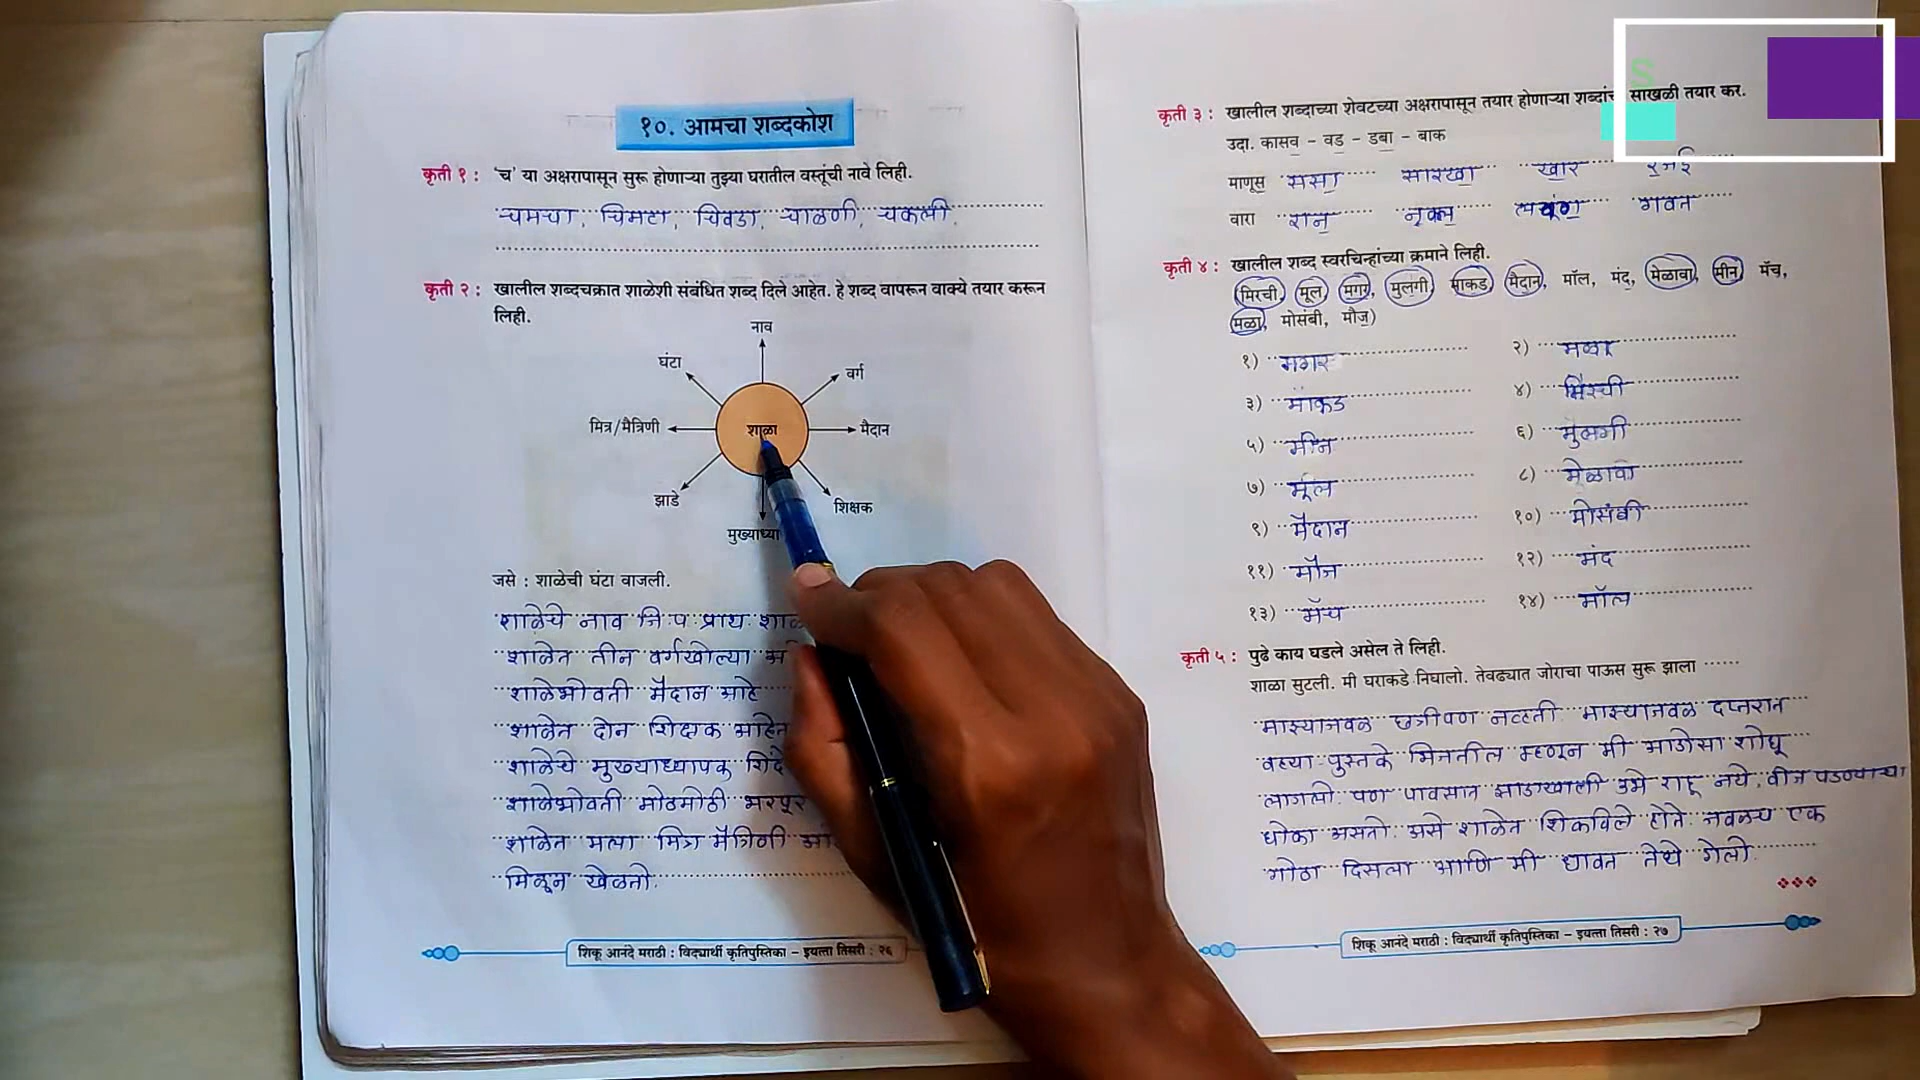 १०. आमचा शब्दकोश
कृती १ : 'च' या अक्षरापासून सुरू होणाऱ्या तुझ्या घरातील वस्तूंची नावे लिही.
चमचा, चिमटा, चिवडा, चाळणी, चकली.
कृती २ : खालील शब्दचक्रात शाळेशी संबंधित शब्द दिले आहेत. हे शब्द वापरून वाक्ये तयार करून
लिही.
नाव
घंटा
वर्ग
मित्र/मैत्रिणी
शाळा
मैदान
झाडे
शिक्षक
मुख्याध्या
जसे : शाळेची घंटा वाजली.
शाळेचे नाव जि.प. प्राथ. शाळ
शाळेत तीन वर्गखोल्या
शाळेभोवती मैदान आहे
शाळेत दोन शिक्षक आहेत
शाळेचे मुख्याध्यापक शिंदे
शाळेभोवती मोठमोठी भरपूर
शाळेत मला मित्र मैत्रिणी
मिळून खेळतो.
शिकू आनंदे मराठी : विद्यार्थी कृतिपुस्तिका – इयत्ता तिसरी : २६
कृती ३ : खालील शब्दाच्या शेवटच्या अक्षरापासून तयार होणाऱ्या शब्दांच साखळी तयार कर.
उदा. कासव – वड – डबा – बाक
माणूस ससा सारखा खार
वारा रान गवत
कृती ४ : खालील शब्द स्वरचिन्हांच्या क्रमाने लिही.
(मिरची, मूल, मगर, मुलगी, माकड, मैदान, मॉल, मंद, मेळावा, मीन, मॅच,
मळा, मोसंबी, मौज)
१) मगर २) मळा
३) माकड ४) मिरची
५) मीन ६) मुलगी
७) मूल ८) मेळावा
९) मैदान १०) मोसंबी
११) मौज १२) मंद
१३) मॅच १४) मॉल
कृती ५ : पुढे काय घडले असेल ते लिही.
शाळा सुटली. मी घराकडे निघालो. तेवढ्यात जोराचा पाऊस सुरू झाला ......
माझ्याजवळ छत्रीपण नव्हती. माझ्याजवळ दप्तरात
वह्या पुस्तके भिजतील म्हणून मी आडोसा शोधू
लागलो. पण पावसात झाडाखाली उभे राहू नये, वीज पडण्याचा
धोका असतो. असे शाळेत शिकविले होते. जवळच एक
गोठा दिसला आणि मी धावत तेथे गेलो.
शिकू आनंदे मराठी : विद्यार्थी कृतिपुस्तिका – इयत्ता तिसरी : २७